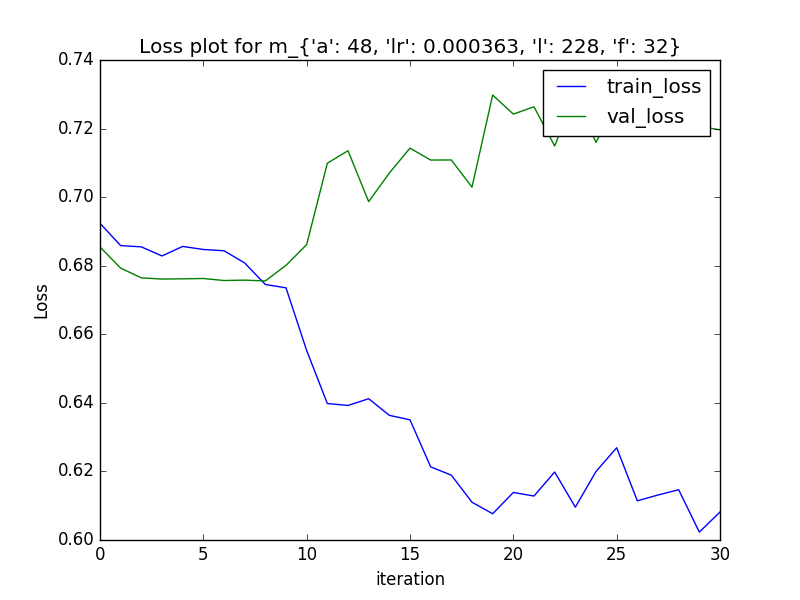 Loss plot for m_{'a': 48, 'lr': 0.000363, 'l': 228, 'f': 32}
train_loss
val_loss
0.74
0.72
0.70
0.68
0.66
0.64
0.62
0.60
Loss
0 5 10 15 20 25 30
iteration